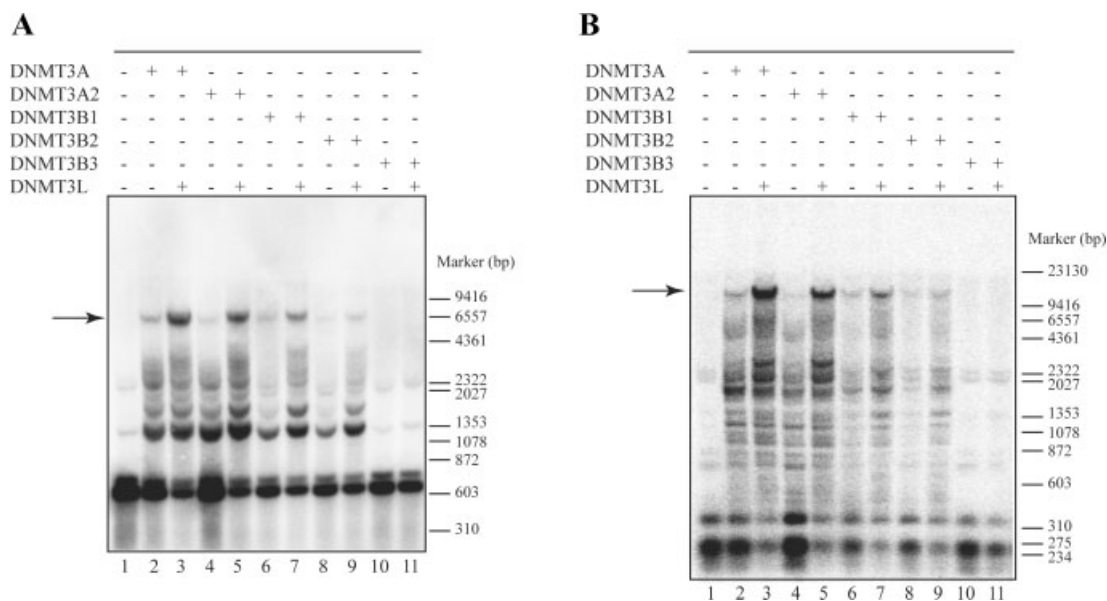 A
DNMT3A - + + - - - - - - - -
DNMT3A2 - - - + + - - - - - -
DNMT3B1 - - - - - + + - - - -
DNMT3B2 - - - - - - - + + - -
DNMT3B3 - - - - - - - - - + +
DNMT3L - - + - + - + - + - +
Marker (bp)
9416
6557
4361
2322
2027
1353
1078
872
603
310
1 2 3 4 5 6 7 8 9 10 11
B
DNMT3A - + + - - - - - - - -
DNMT3A2 - - - + + - - - - - -
DNMT3B1 - - - - - + + - - - -
DNMT3B2 - - - - - - - + + - -
DNMT3B3 - - - - - - - - - + +
DNMT3L - - + - + - + - + - +
Marker (bp)
23130
9416
6557
4361
2322
2027
1353
1078
872
603
310
275
234
1 2 3 4 5 6 7 8 9 10 11